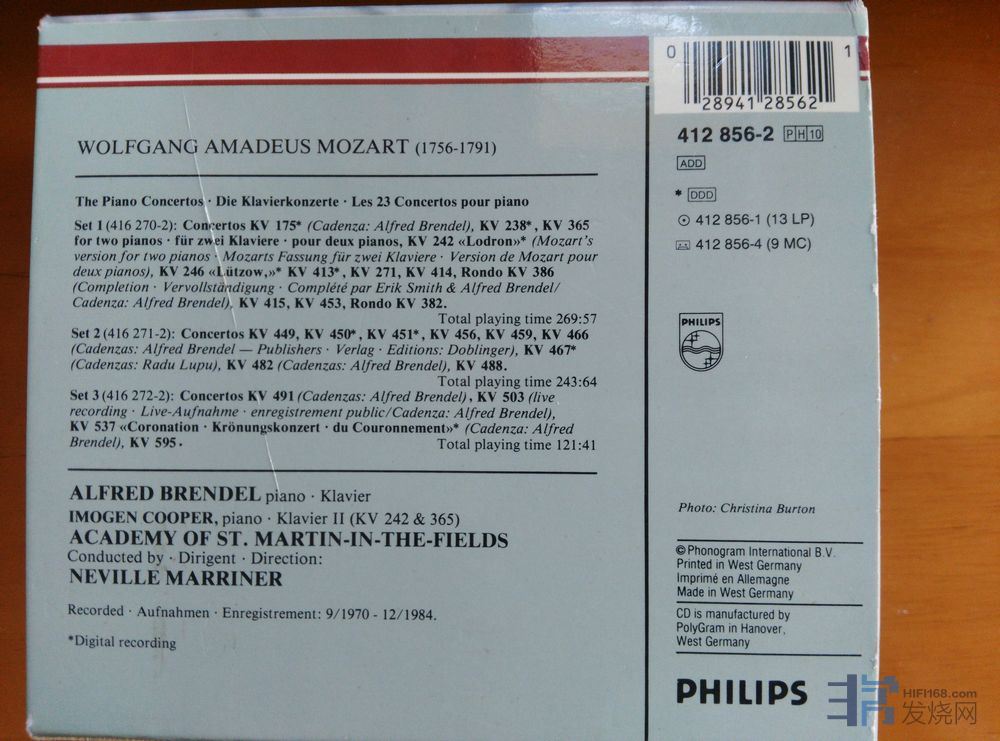 WOLFGANG AMADEUS MOZART (1756-1791)
The Piano Concertos · Die Klavierkonzerte · Les 23 Concertos pour piano
Set 1 (416 270-2): Concertos KV 175* (Cadenza: Alfred Brendel), KV 238*, KV 365
for two pianos · für zwei Klaviere · pour deux pianos, KV 242 «Lodron»* (Mozart's
version for two pianos · Mozarts Fassung für zwei Klaviere · Version de Mozart pour
deux pianos), KV 246 «Lützow,»* KV 413*, KV 271, KV 414, Rondo KV 386
(Completion · Vervollständigung · Complété par Erik Smith & Alfred Brendel/
Cadenza: Alfred Brendel), KV 415, KV 453, Rondo KV 382.
Total playing time 269:57
Set 2 (416 271-2): Concertos KV 449, KV 450*, KV 451*, KV 456, KV 459, KV 466
(Cadenzas: Alfred Brendel — Publishers · Verlag · Editions: Doblinger), KV 467*
(Cadenzas: Radu Lupu), KV 482 (Cadenzas: Alfred Brendel), KV 488.
Total playing time 243:64
Set 3 (416 272-2): Concertos KV 491 (Cadenzas: Alfred Brendel), KV 503 (live
recording · Live-Aufnahme · enregistrement public/Cadenza: Alfred Brendel),
KV 537 «Coronation · Krönungskonzert · du Couronnement»* (Cadenza: Alfred
Brendel), KV 595.
Total playing time 121:41
ALFRED BRENDEL piano · Klavier
IMOGEN COOPER, piano · Klavier II (KV 242 & 365)
ACADEMY OF ST. MARTIN-IN-THE-FIELDS
Conducted by · Dirigent · Direction:
NEVILLE MARRINER
Recorded · Aufnahmen · Enregistrement: 9/1970 - 12/1984.
*Digital recording
0 28941 28562 1
412 856-2 PH10
ADD
* DDD
412 856-1 (13 LP)
412 856-4 (9 MC)
PHILIPS
Photo: Christina Burton
© Phonogram International B.V.
Printed in West Germany
Imprimé en Allemagne
Made in West Germany
CD is manufactured by
PolyGram in Hanover,
West Germany
PHILIPS
HIFI168.com
发烧网